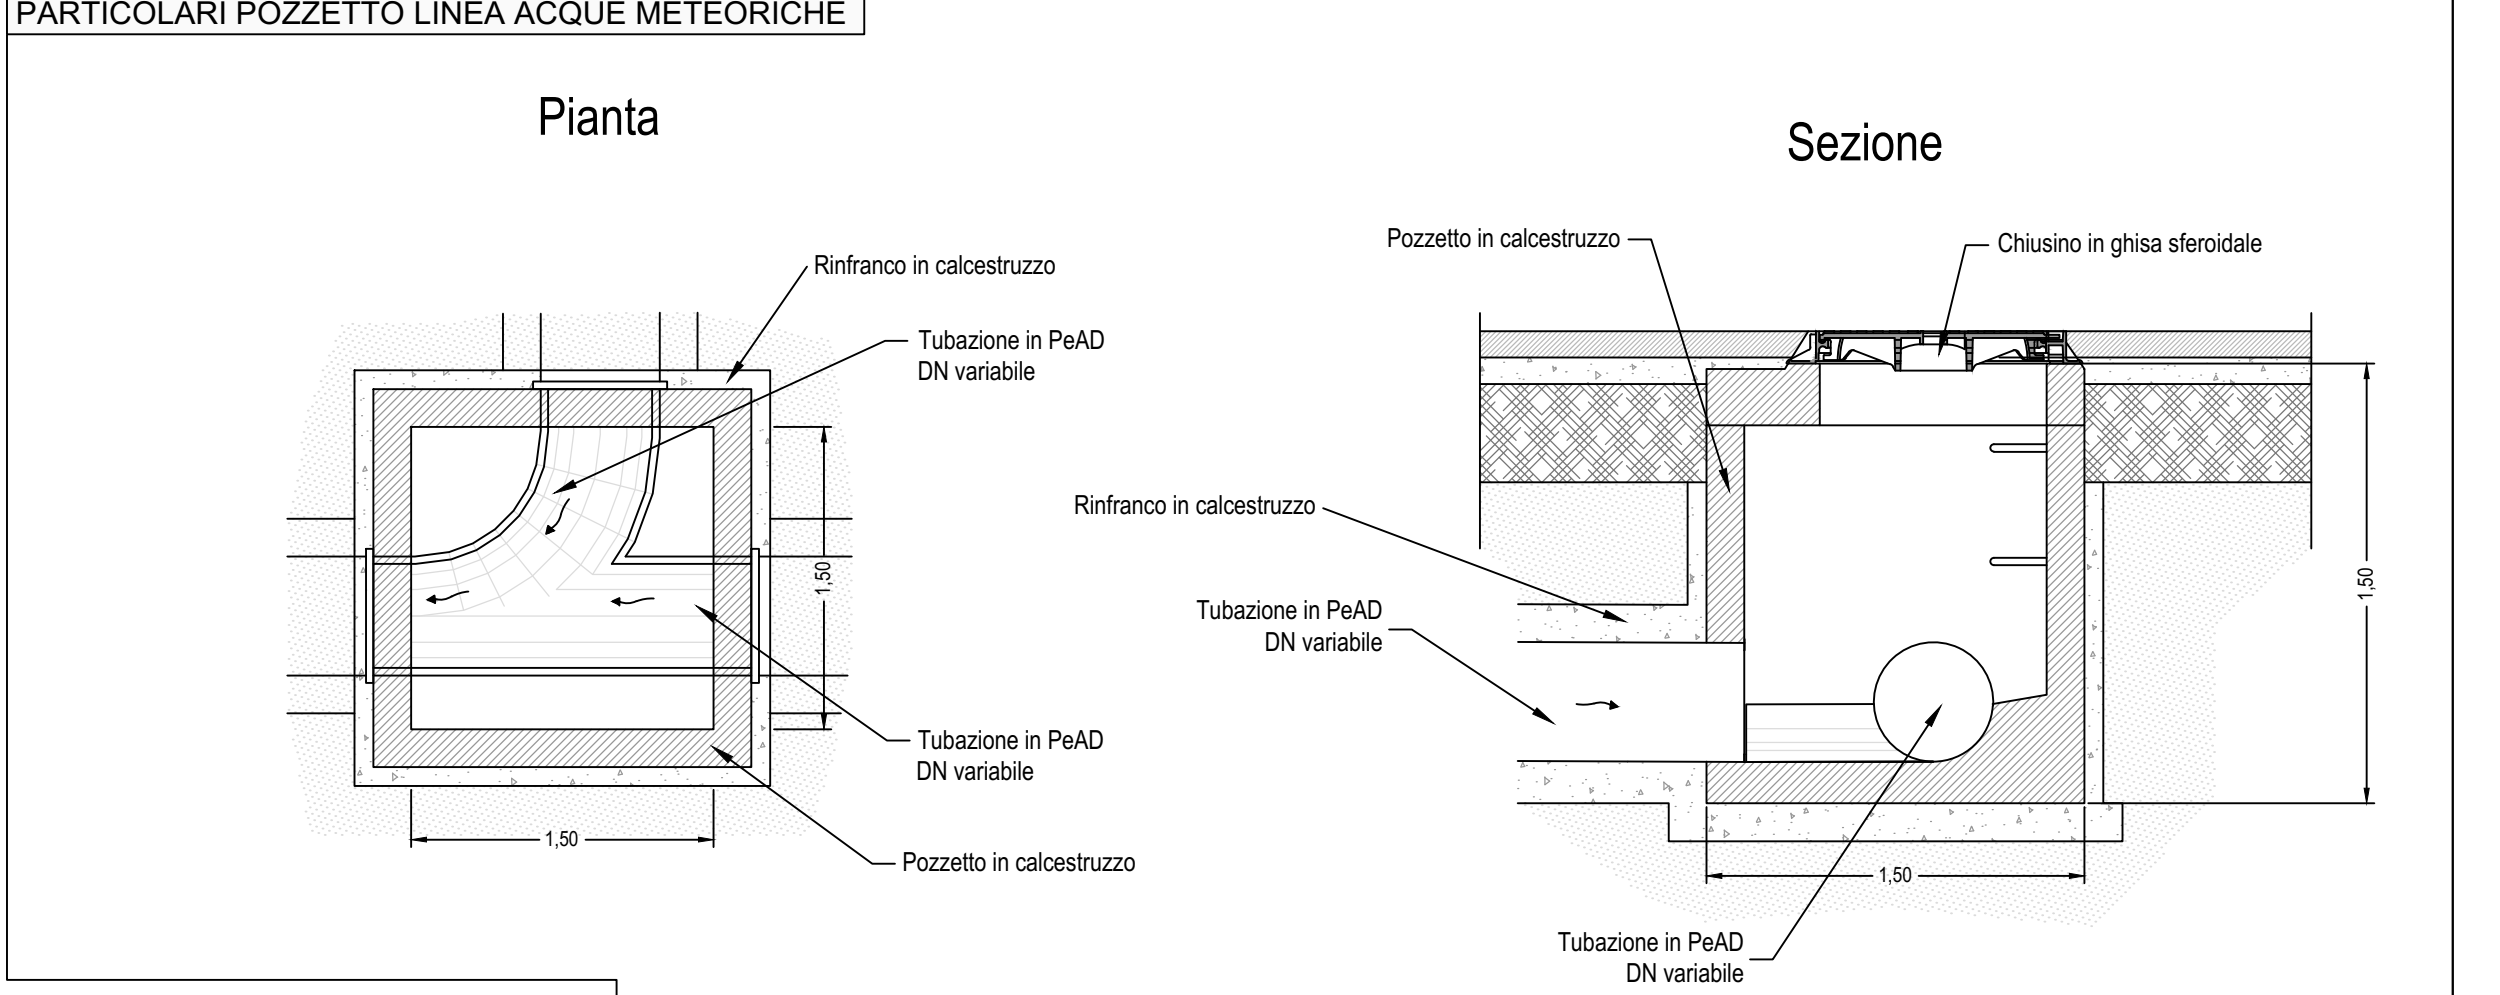 PARTICOLARI POZZETTO LINEA ACQUE METEORICHE
Pianta
Rinfranco in calcestruzzo
Tubazione in PeAD
DN variabile
1,50
Tubazione in PeAD
DN variabile
1,50
Pozzetto in calcestruzzo
Sezione
Pozzetto in calcestruzzo
Chiusino in ghisa sferoidale
Rinfranco in calcestruzzo
Tubazione in PeAD
DN variabile
1,50
1,50
Tubazione in PeAD
DN variabile